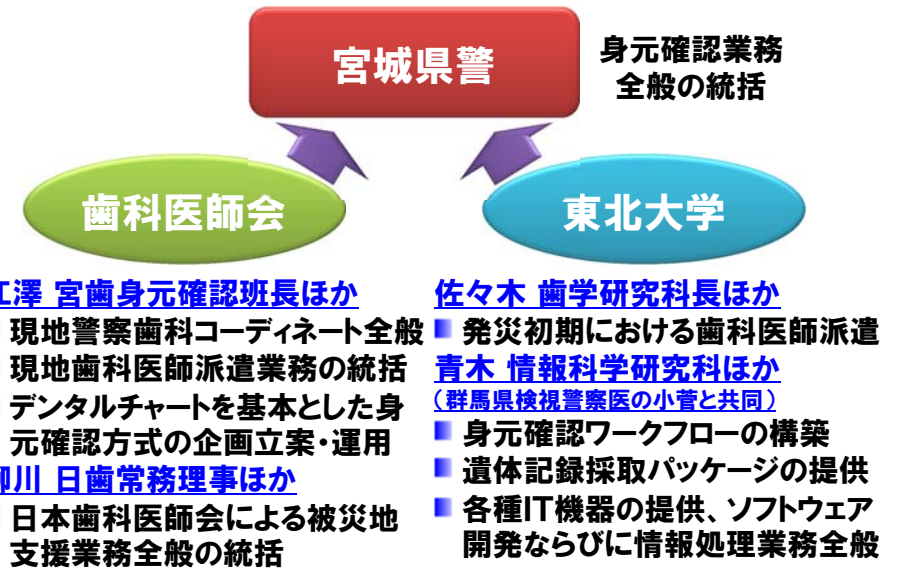 宮城県警
身元確認業務
全般の統括
歯科医師会
東北大学
澤 宮歯身元確認班長ほか
現地警察歯科コーディネート全般
現地歯科医師派遣業務の統括
デンタルチャートを基本とした身
元確認方式の企画立案・運用
川 日歯常務理事ほか
日本歯科医師会による被災地
支援業務全般の統括
佐々木 歯学研究科長ほか
発災初期における歯科医師派遣
青木 情報科学研究科ほか
（群馬県検視警察医の小菅と共同）
身元確認ワークフローの構築
遺体記録採取パッケージの提供
各種IT機器の提供、ソフトウェア
開発ならびに情報処理業務全般